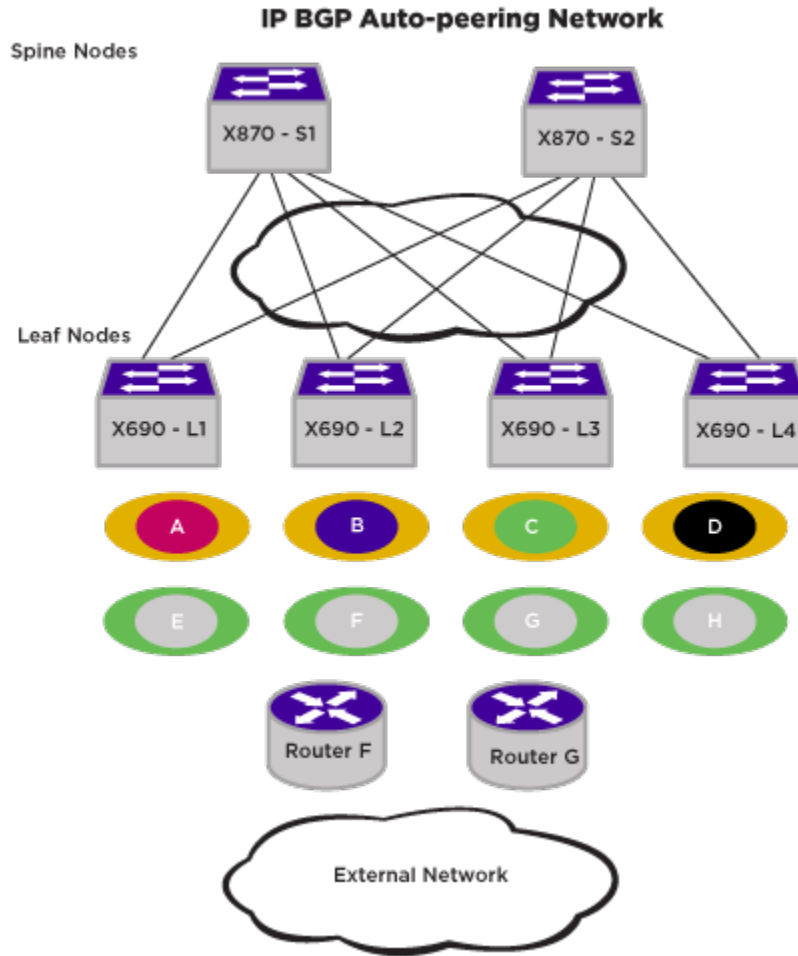 IP BGP Auto-peering Network
Spine Nodes
X870 - S1
X870 - S2
Leaf Nodes
X690 - L1
X690 - L2
X690 - L3
X690 - L4
A
B
C
D
E
F
G
H
Router F
Router G
External Network